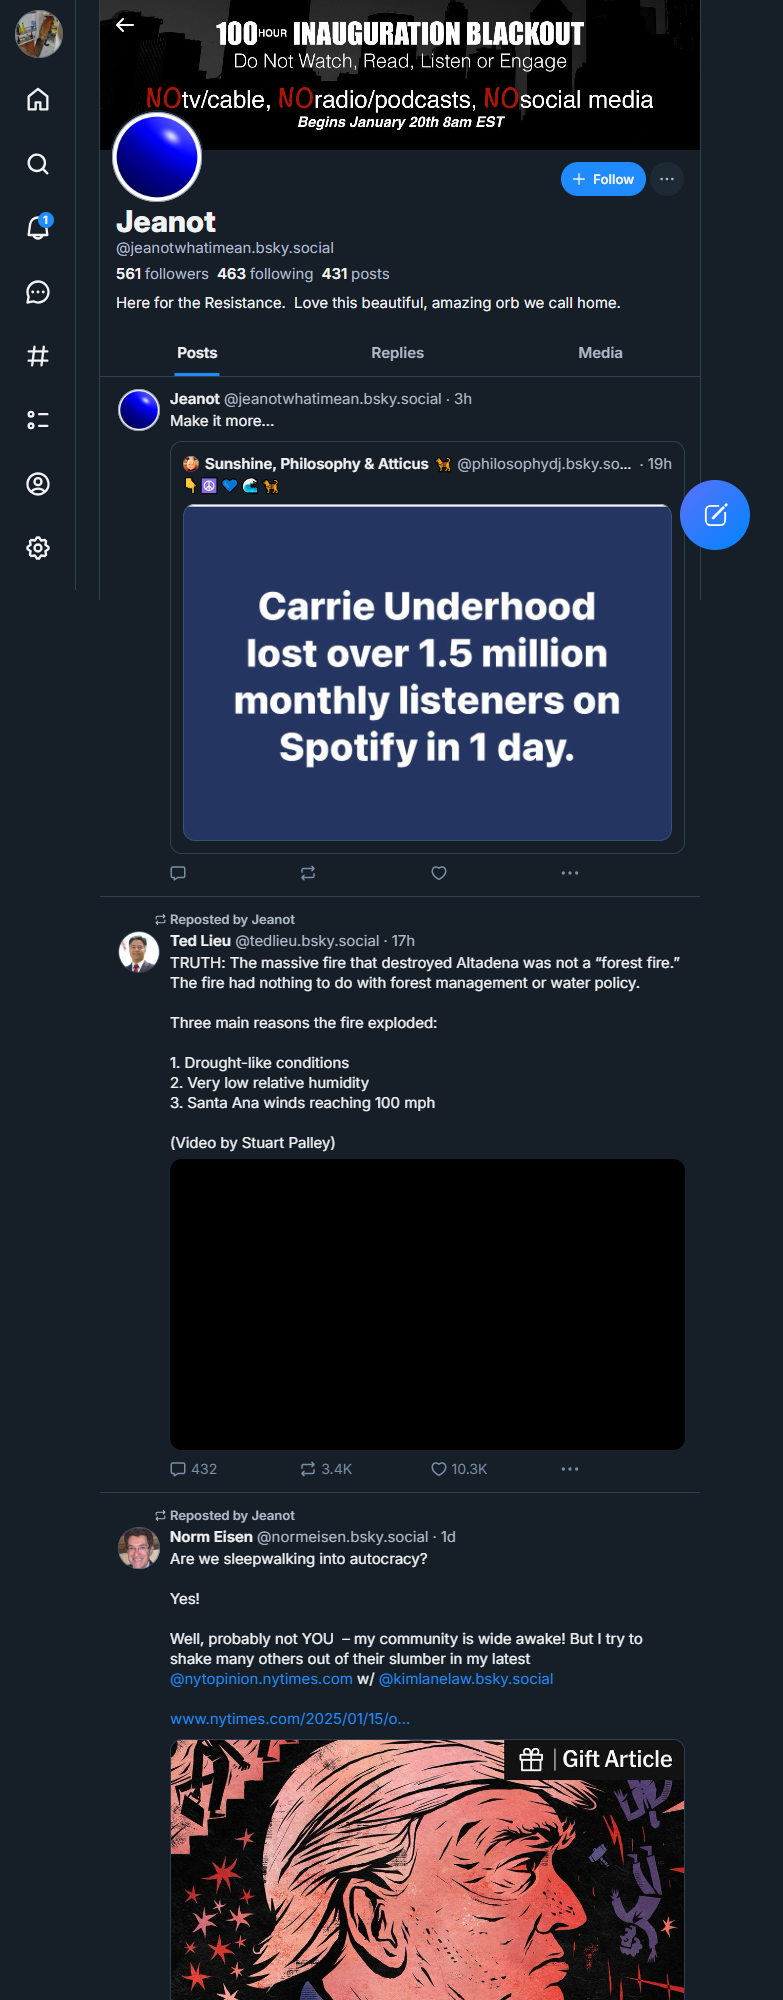 100HOUR INAUGURATION BLACKOUT
Do Not Watch, Read, Listen or Engage
NOtv/cable, NOradio/podcasts, NOsocial media
Begins January 20th 8am EST
+ Follow
1
Jeanot
@jeanotwhatimean.bsky.social
561 followers 463 following 431 posts
Here for the Resistance. Love this beautiful, amazing orb we call home.
Posts Replies Media
Jeanot @jeanotwhatimean.bsky.social · 3h
Make it more...
Sunshine, Philosophy & Atticus 🐕 @philosophydj.bsky.so... · 19h
👇☮️💙🌊🐕
Carrie Underhood
lost over 1.5 million
monthly listeners on
Spotify in 1 day.
Reposted by Jeanot
Ted Lieu @tedlieu.bsky.social · 17h
TRUTH: The massive fire that destroyed Altadena was not a “forest fire.”
The fire had nothing to do with forest management or water policy.
Three main reasons the fire exploded:
1. Drought-like conditions
2. Very low relative humidity
3. Santa Ana winds reaching 100 mph
(Video by Stuart Palley)
432 3.4K 10.3K
Reposted by Jeanot
Norm Eisen @normeisen.bsky.social · 1d
Are we sleepwalking into autocracy?
Yes!
Well, probably not YOU – my community is wide awake! But I try to
shake many others out of their slumber in my latest
@nytopinion.nytimes.com w/ @kimlanelaw.bsky.social
www.nytimes.com/2025/01/15/o...
Gift Article